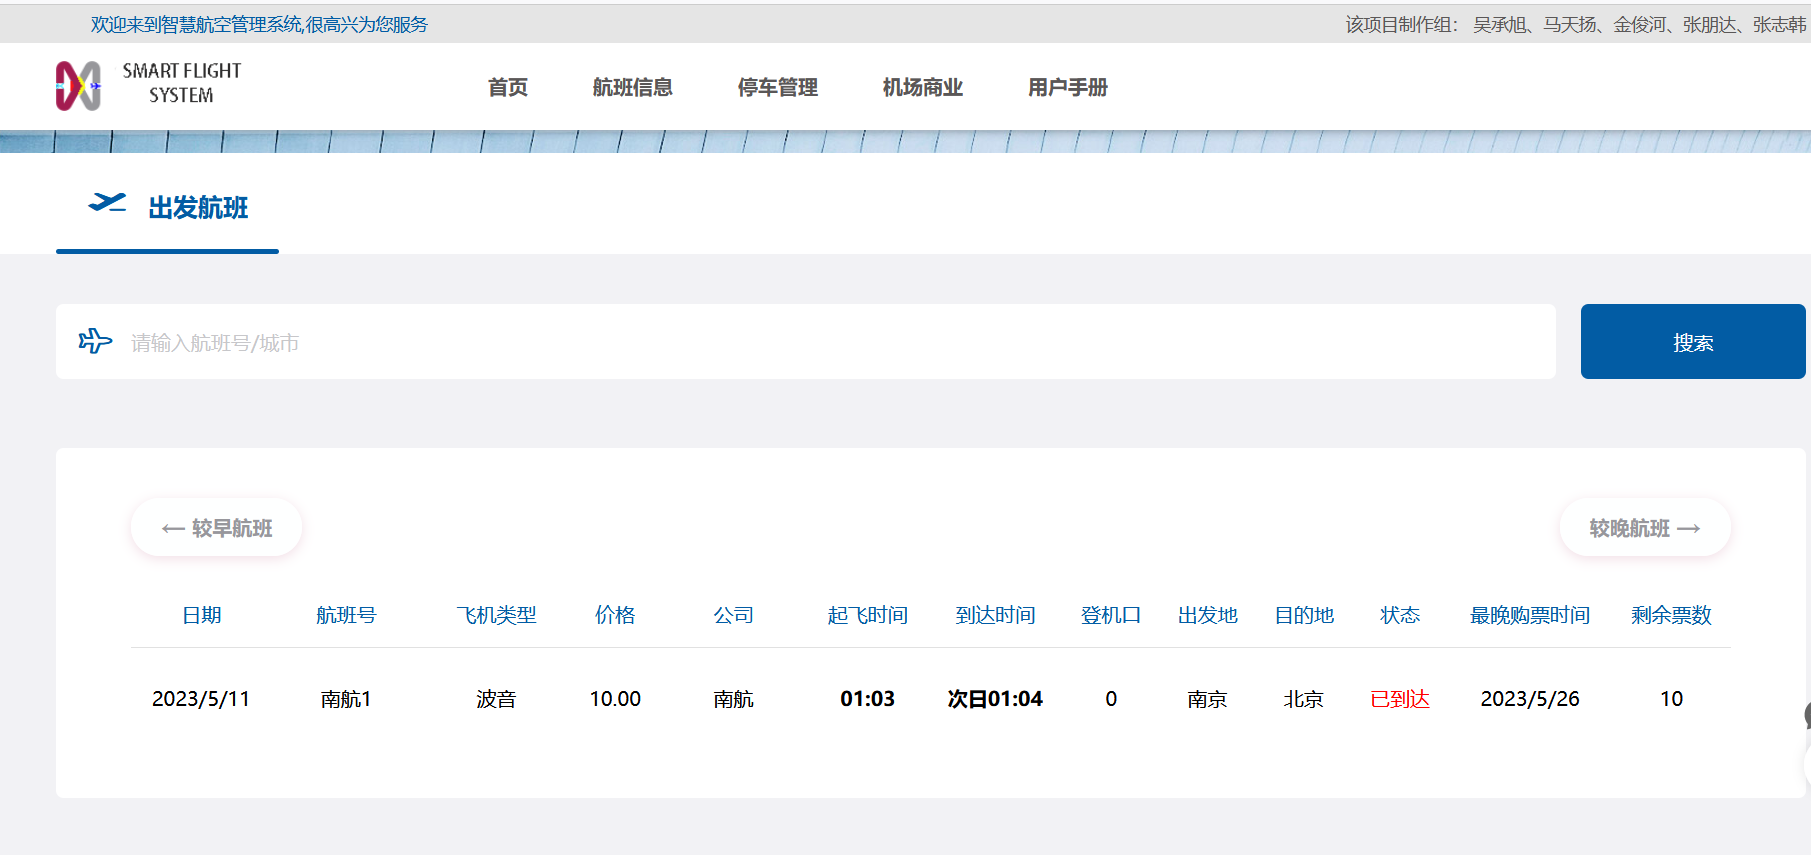 欢迎来到智慧航空管理系统,很高兴为您服务
该项目制作组： 吴承旭、马天扬、金俊河、张朋达、张志韩
SMART FLIGHT
SYSTEM
首页 航班信息 停车管理 机场商业 用户手册
出发航班
请输入航班号/城市
搜索
← 较早航班
较晚航班 →
日期 航班号 飞机类型 价格 公司 起飞时间 到达时间 登机口 出发地 目的地 状态 最晚购票时间 剩余票数
2023/5/11 南航1 波音 10.00 南航 01:03 次日01:04 0 南京 北京 已到达 2023/5/26 10